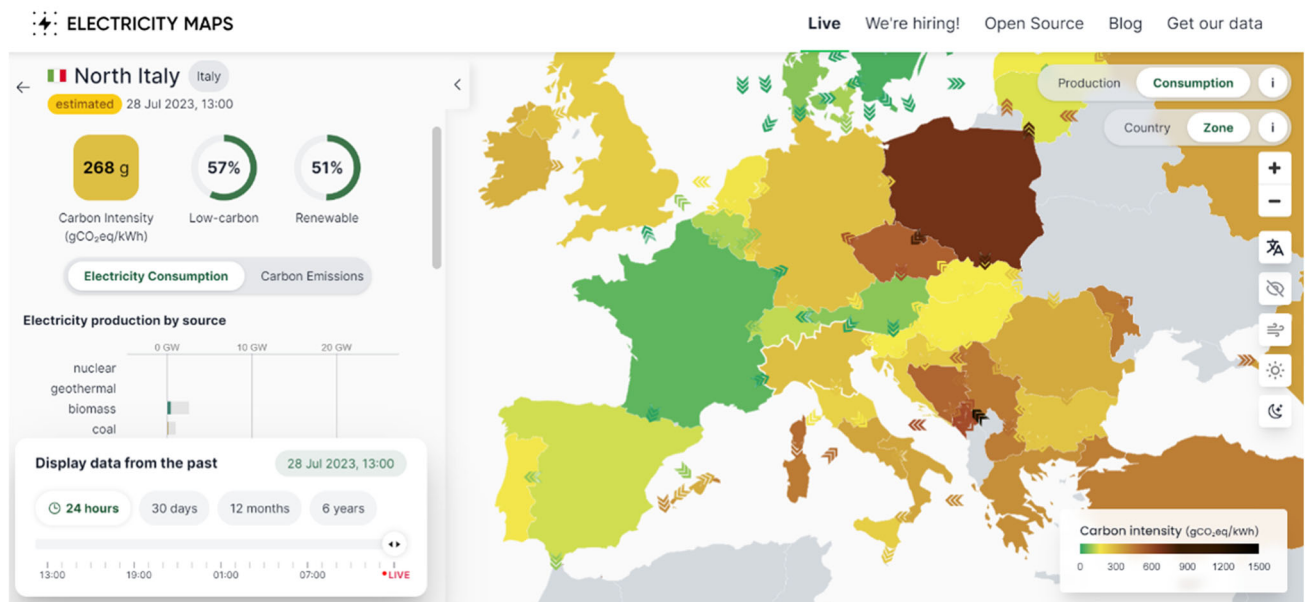 ELECTRICITY MAPS
Live We're hiring! Open Source Blog Get our data
North Italy Italy
estimated 28 Jul 2023, 13:00
268 g 57% 51%
Carbon Intensity Low-carbon Renewable
(gCO₂eq/kWh)
Electricity Consumption Carbon Emissions
Electricity production by source
0 GW 10 GW 20 GW
nuclear
geothermal
biomass
coal
Display data from the past 28 Jul 2023, 13:00
24 hours 30 days 12 months 6 years
13:00 19:00 01:00 07:00 LIVE
Production Consumption i
Country Zone i
Carbon intensity (gCO₂eq/kWh)
0 300 600 900 1200 1500